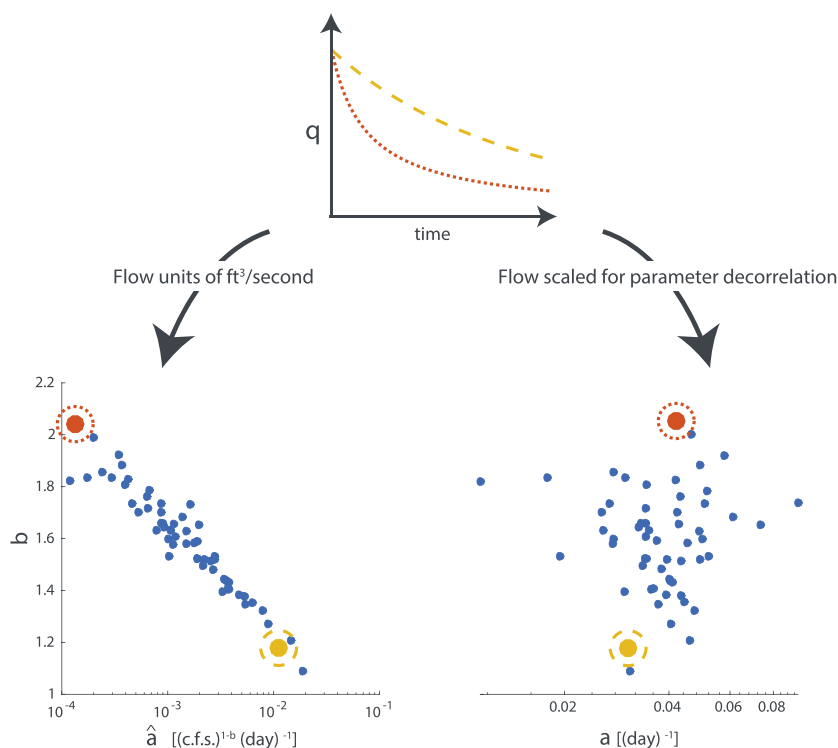 q
time
Flow units of ft³/second
Flow scaled for parameter decorrelation
2.2
2
1.8
1.6
1.4
1.2
1
b
10⁻⁴ 10⁻³ 10⁻² 10⁻¹
â [(c.f.s.)¹⁻ᵇ (day) ⁻¹]
0.02 0.04 0.06 0.08
a [(day) ⁻¹]